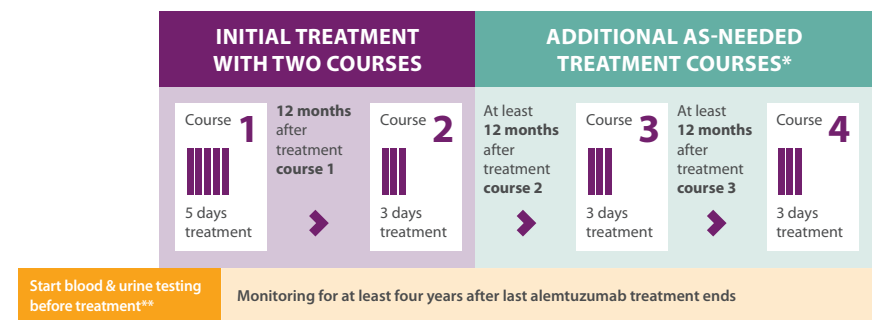 INITIAL TREATMENT
WITH TWO COURSES
ADDITIONAL AS-NEEDED
TREATMENT COURSES*
Course 1
5 days
treatment
12 months
after
treatment
course 1
Course 2
3 days
treatment
At least
12 months
after
treatment
course 2
Course 3
3 days
treatment
At least
12 months
after
treatment
course 3
Course 4
3 days
treatment
Start blood & urine testing
before treatment**
Monitoring for at least four years after last alemtuzumab treatment ends